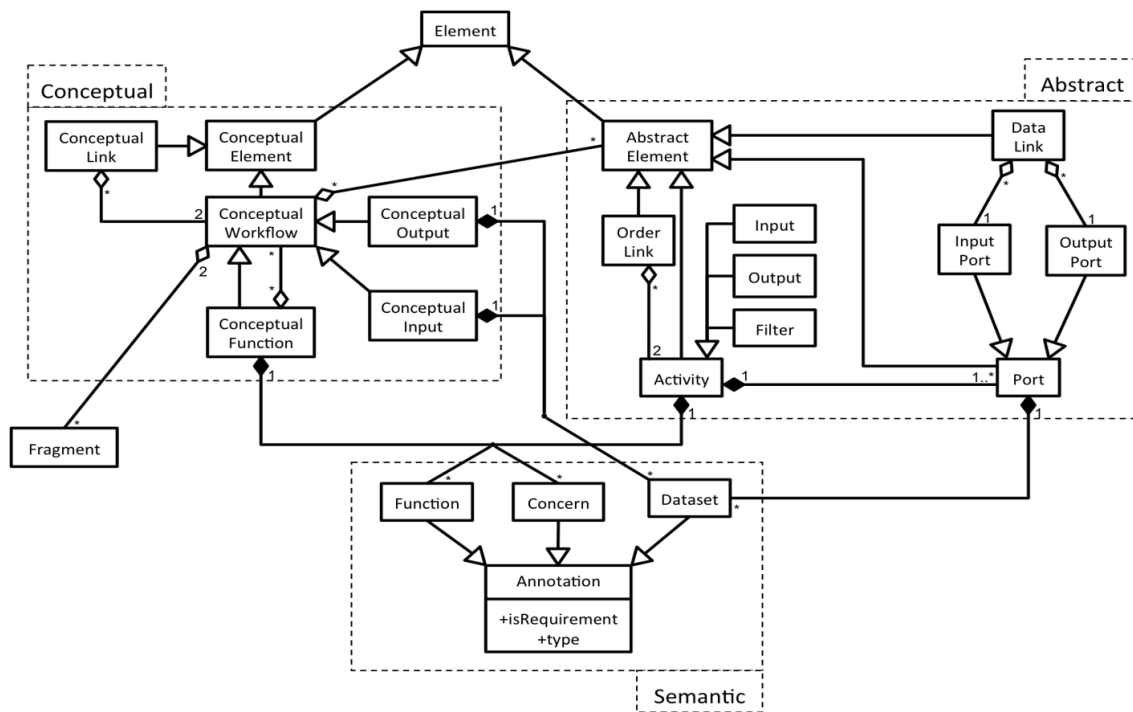 Element
Conceptual
Abstract
Conceptual
Link
Conceptual
Element
*
Abstract
Element
Data
Link
*
*
*
*
Conceptual
Workflow
2
2
*
Conceptual
Output
1
Order
Link
*
Input
1
Input
Port
1
Output
Port
Output
*
Conceptual
Function
1
Conceptual
Input
1
Filter
2
Activity
1
1
1..*
Port
1
*
Fragment
*
Function
*
Concern
*
Dataset
*
Annotation
+isRequirement
+type
Semantic